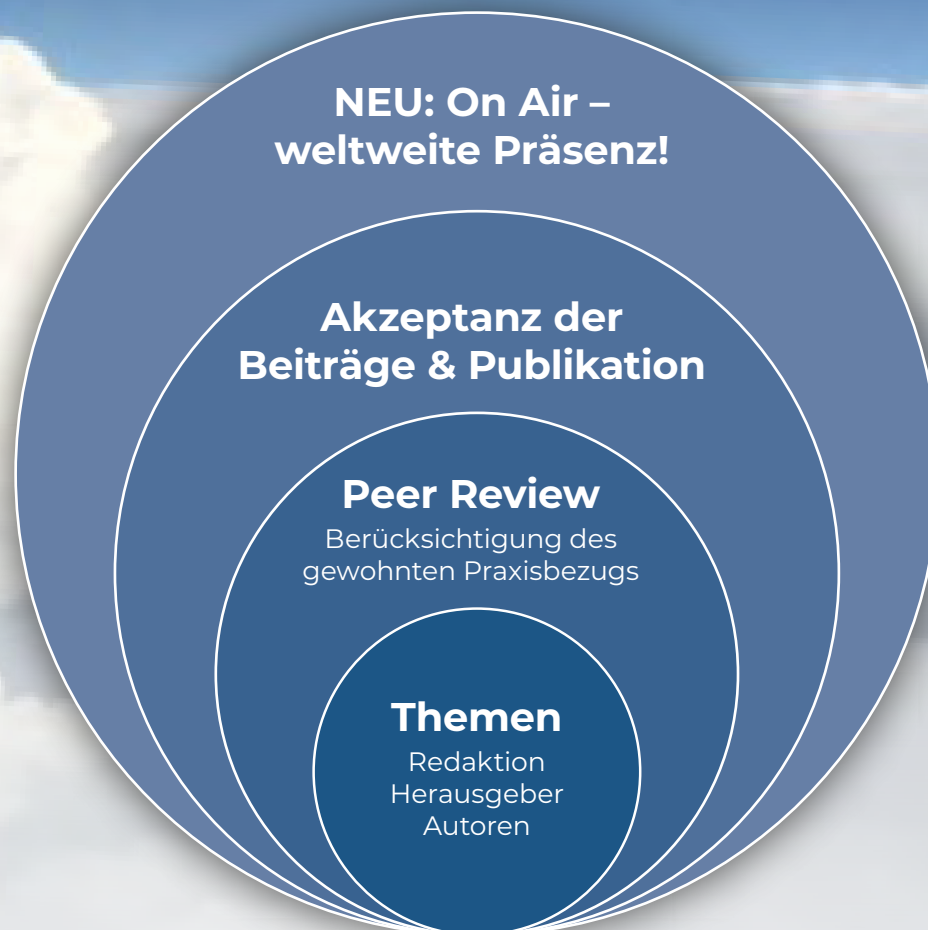 NEU: On Air –
weltweite Präsenz!
Akzeptanz der
Beiträge & Publikation
Peer Review
Berücksichtigung des
gewohnten Praxisbezugs
Themen
Redaktion
Herausgeber
Autoren